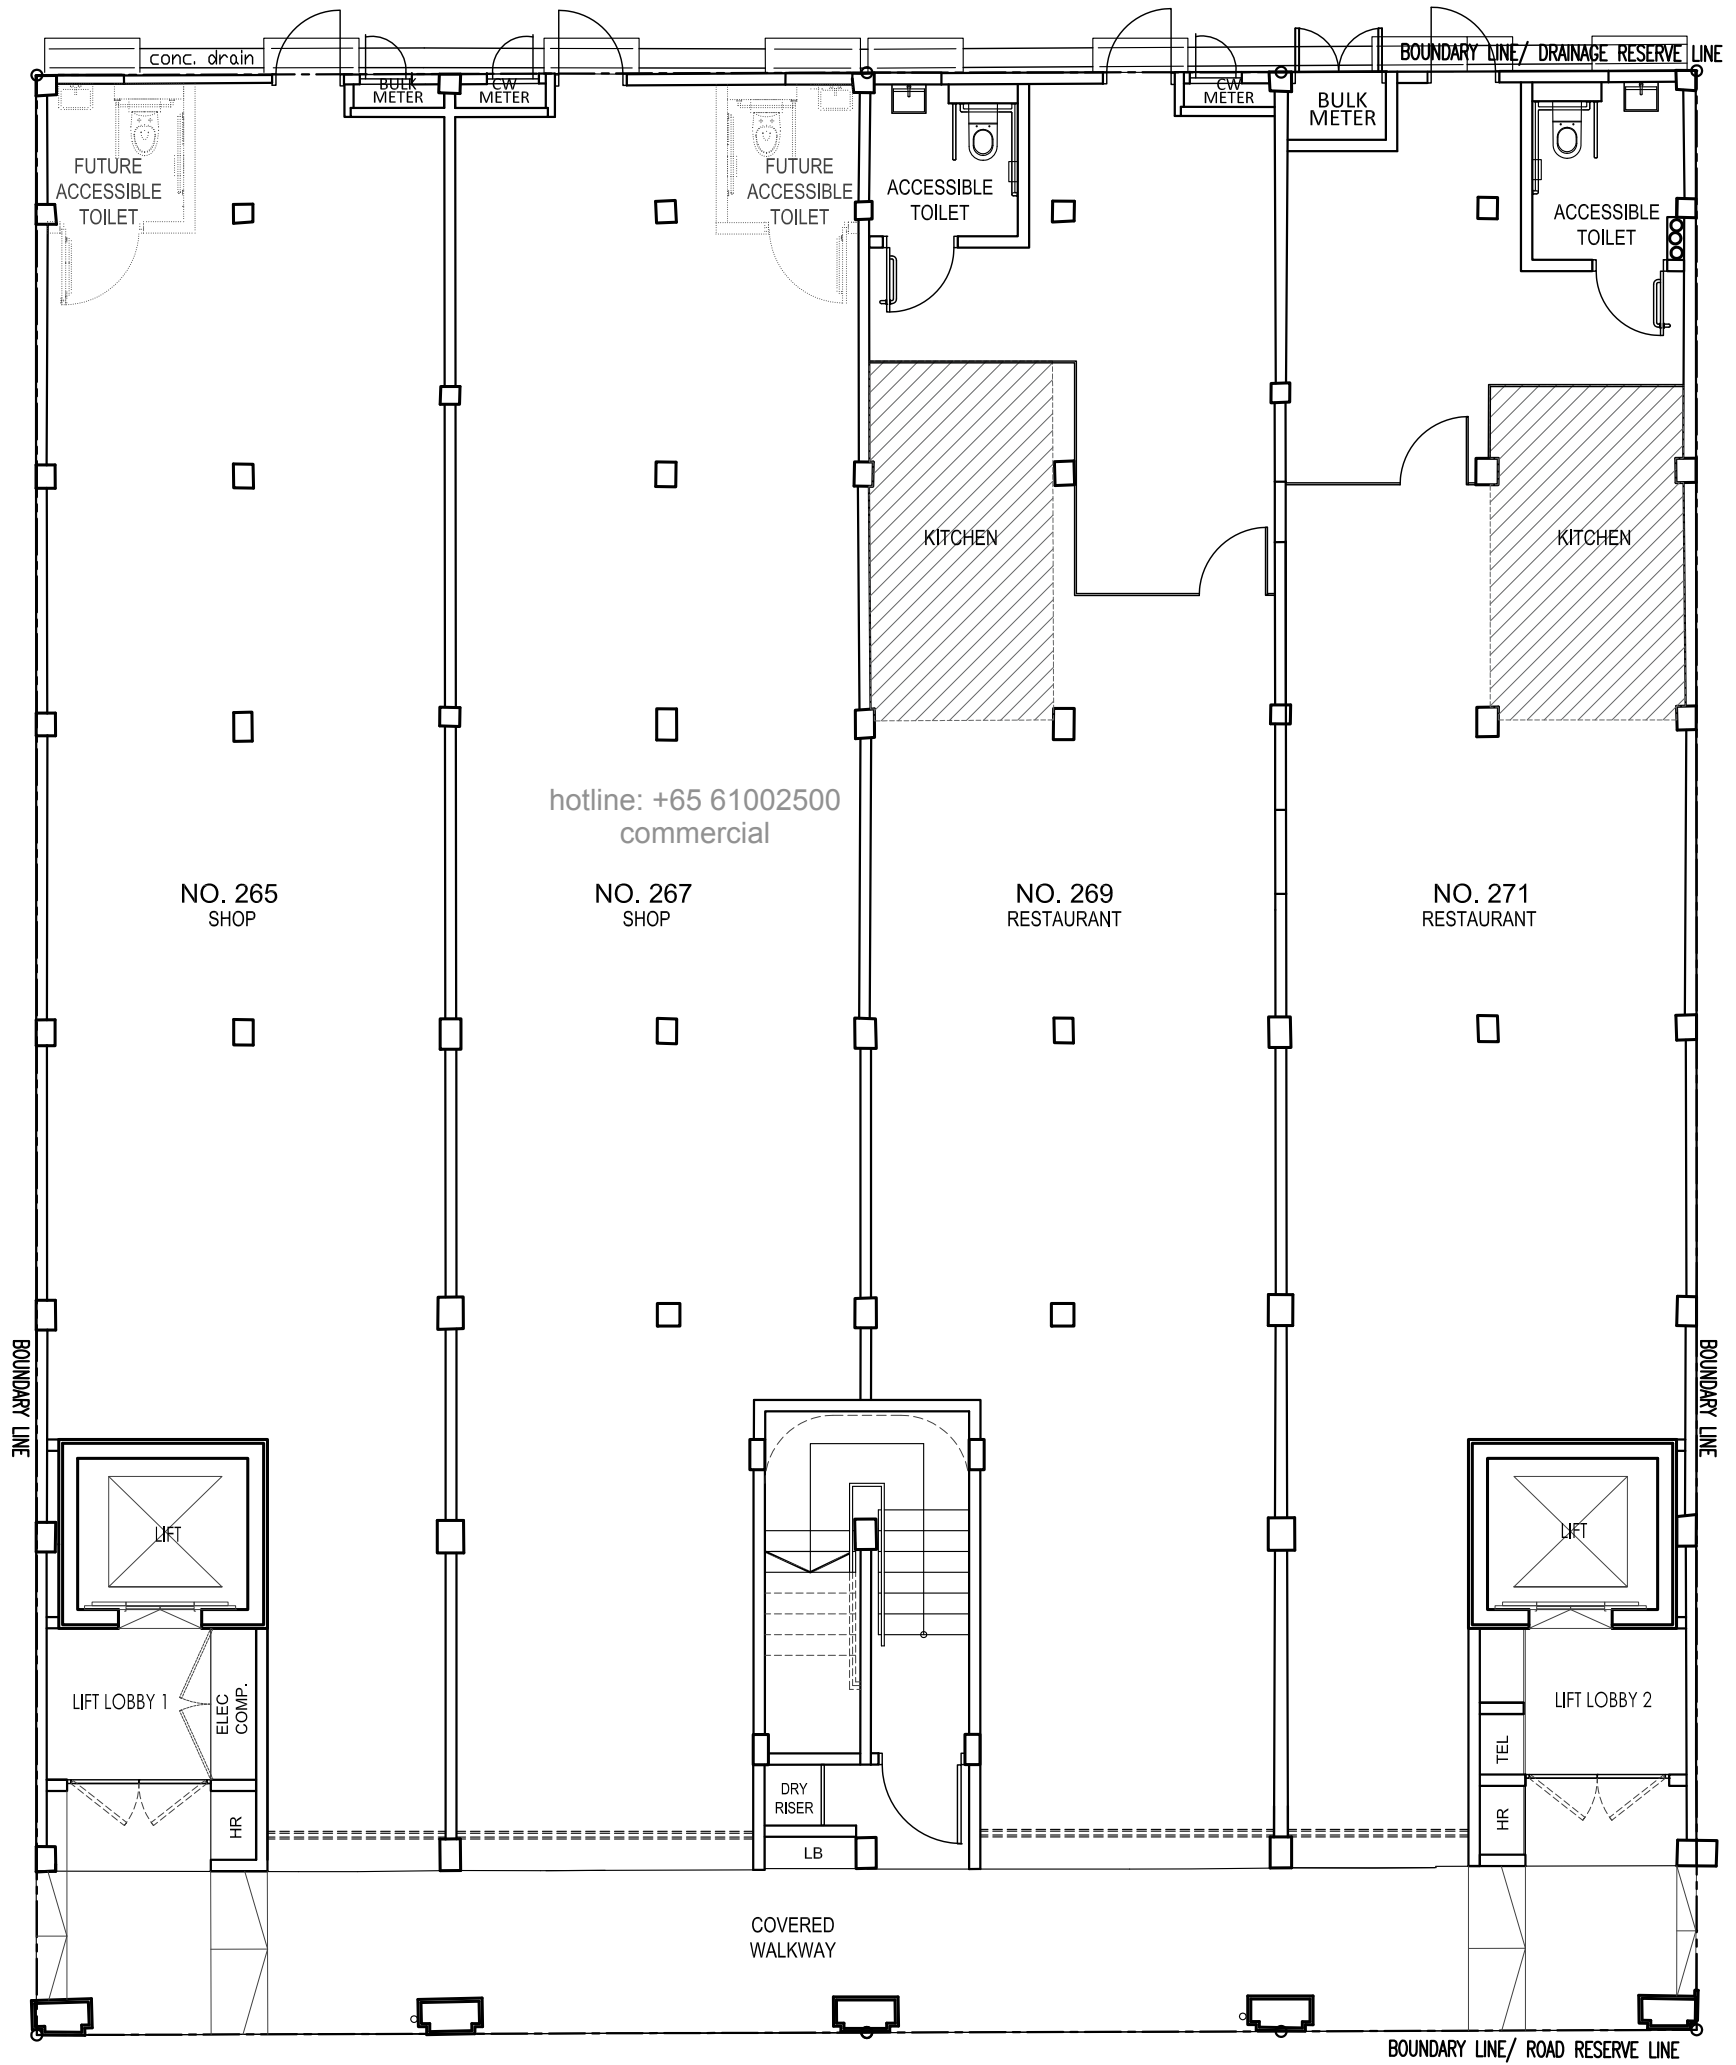 conc. drain
BOUNDARY LINE/ DRAINAGE RESERVE LINE
BULK
METER
CW
METER
CW
METER
BULK
METER
FUTURE
ACCESSIBLE
TOILET
FUTURE
ACCESSIBLE
TOILET
ACCESSIBLE
TOILET
ACCESSIBLE
TOILET
KITCHEN
KITCHEN
hotline: +65 61002500
commercial
NO. 265
SHOP
NO. 267
SHOP
NO. 269
RESTAURANT
NO. 271
RESTAURANT
BOUNDARY LINE
BOUNDARY LINE
LIFT
LIFT
LIFT LOBBY 1
ELEC
COMP.
LIFT LOBBY 2
TEL
DRY
RISER
HR
HR
LB
COVERED
WALKWAY
BOUNDARY LINE/ ROAD RESERVE LINE